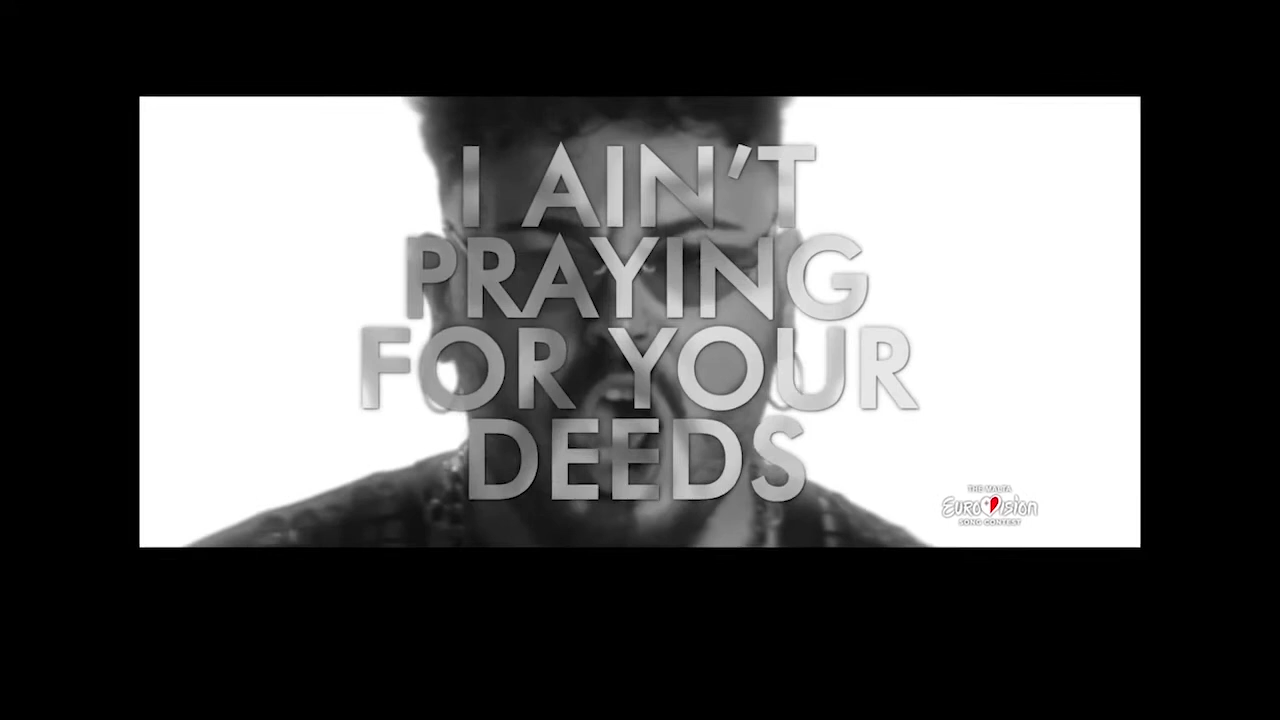 I AIN'T
PRAYING
FOR YOUR
DEEDS
THE MALTA
EUROVISION
SONG CONTEST